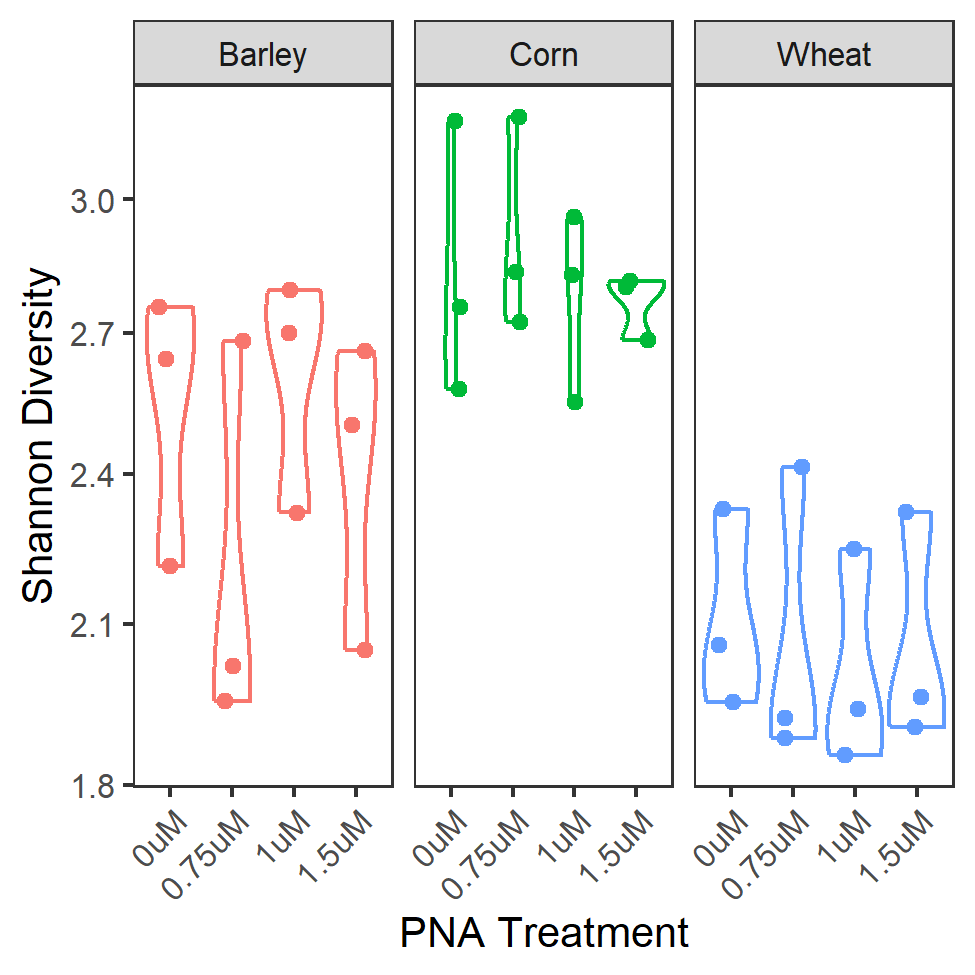 Barley Corn Wheat
Shannon Diversity
3.0
2.7
2.4
2.1
1.8
0uM 0.75uM 1uM 1.5uM 0uM 0.75uM 1uM 1.5uM 0uM 0.75uM 1uM 1.5uM
PNA Treatment